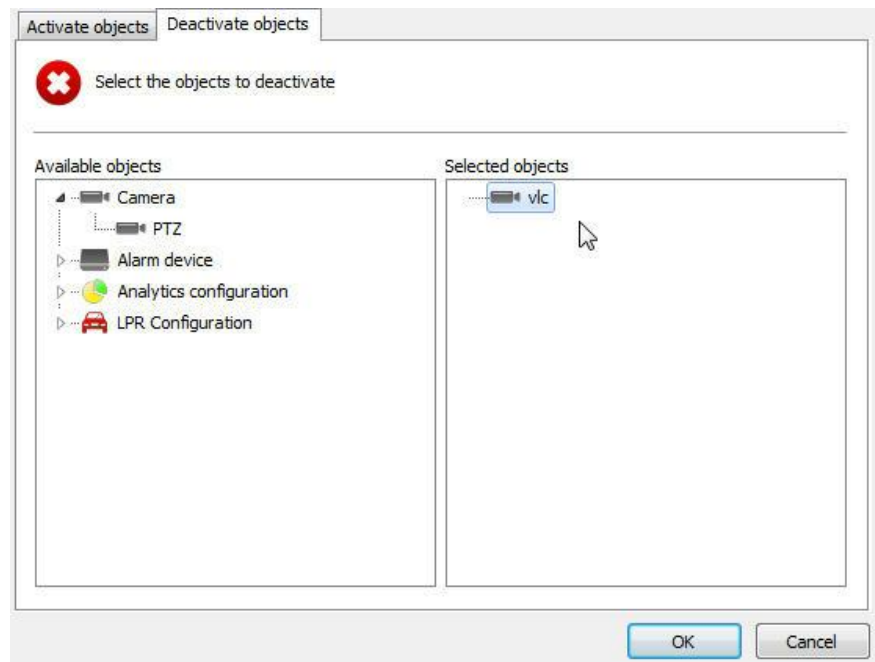 Activate objects
Deactivate objects
Select the objects to deactivate
Available objects
Selected objects
Camera
PTZ
Alarm device
Analytics configuration
LPR Configuration
vlc
OK
Cancel